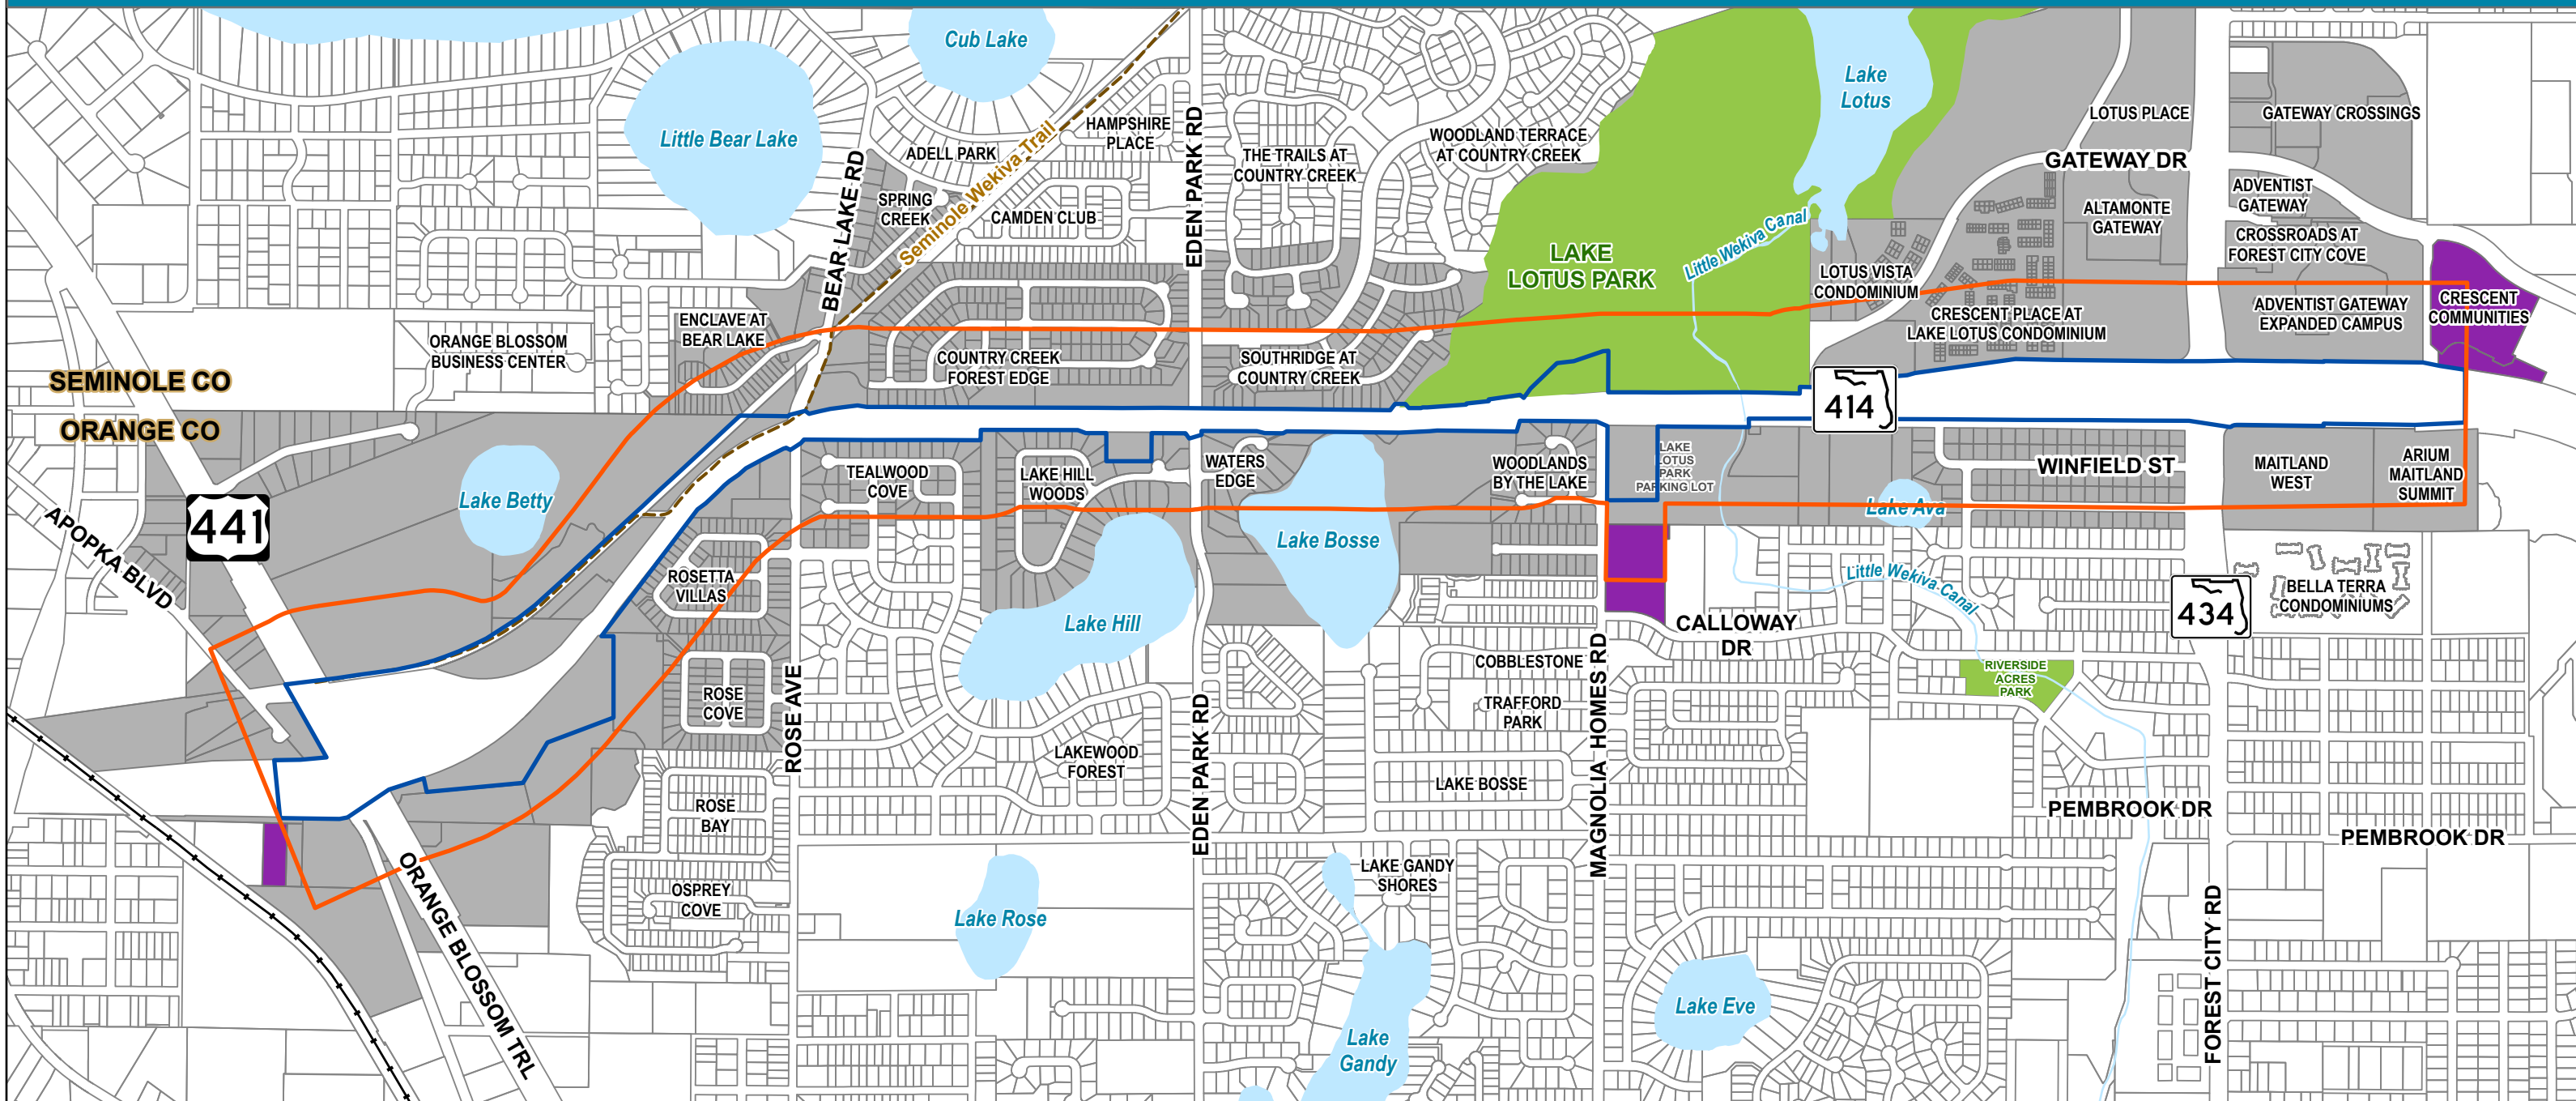 Cub Lake
Lake
Lotus
Little Bear Lake
HAMPSHIRE
PLACE
ADELL PARK
EDEN PARK RD
THE TRAILS AT
COUNTRY CREEK
WOODLAND TERRACE
AT COUNTRY CREEK
LOTUS PLACE
GATEWAY CROSSINGS
GATEWAY DR
BEAR LAKE RD
SPRING
CREEK
Seminole Wekiva Trail
CAMDEN CLUB
ADVENTIST
GATEWAY
ALTAMONTE
GATEWAY
CROSSROADS AT
FOREST CITY COVE
Little Wekiva Canal
LAKE
LOTUS PARK
LOTUS VISTA
CONDOMINIUM
CRESCENT
COMMUNITIES
ADVENTIST GATEWAY
EXPANDED CAMPUS
CRESCENT PLACE AT
LAKE LOTUS CONDOMINIUM
ENCLAVE AT
BEAR LAKE
ORANGE BLOSSOM
BUSINESS CENTER
COUNTRY CREEK
FOREST EDGE
SOUTHRIDGE AT
COUNTRY CREEK
SEMINOLE CO
ORANGE CO
414
LAKE
LOTUS
PARK
PARKING LOT
WINFIELD ST
MAITLAND
WEST
ARIUM
MAITLAND
SUMMIT
TEALWOOD
COVE
LAKE HILL
WOODS
WATERS
EDGE
WOODLANDS
BY THE LAKE
Lake Betty
Lake Ava
441
APOPKA BLVD
Lake Bosse
ROSETTA
VILLAS
Little Wekiva Canal
434
BELLA TERRA
CONDOMINIUMS
Lake Hill
CALLOWAY
DR
COBBLESTONE
RIVERSIDE
ACRES
PARK
ROSE
COVE
ROSE AVE
EDEN PARK RD
TRAFFORD
PARK
MAGNOLIA HOMES RD
LAKEWOOD
FOREST
LAKE BOSSE
ROSE
BAY
PEMBROOK DR
PEMBROOK DR
LAKE GANDY
SHORES
ORANGE BLOSSOM TRL
OSPREY
COVE
Lake Rose
FOREST CITY RD
Lake Eve
Lake
Gandy